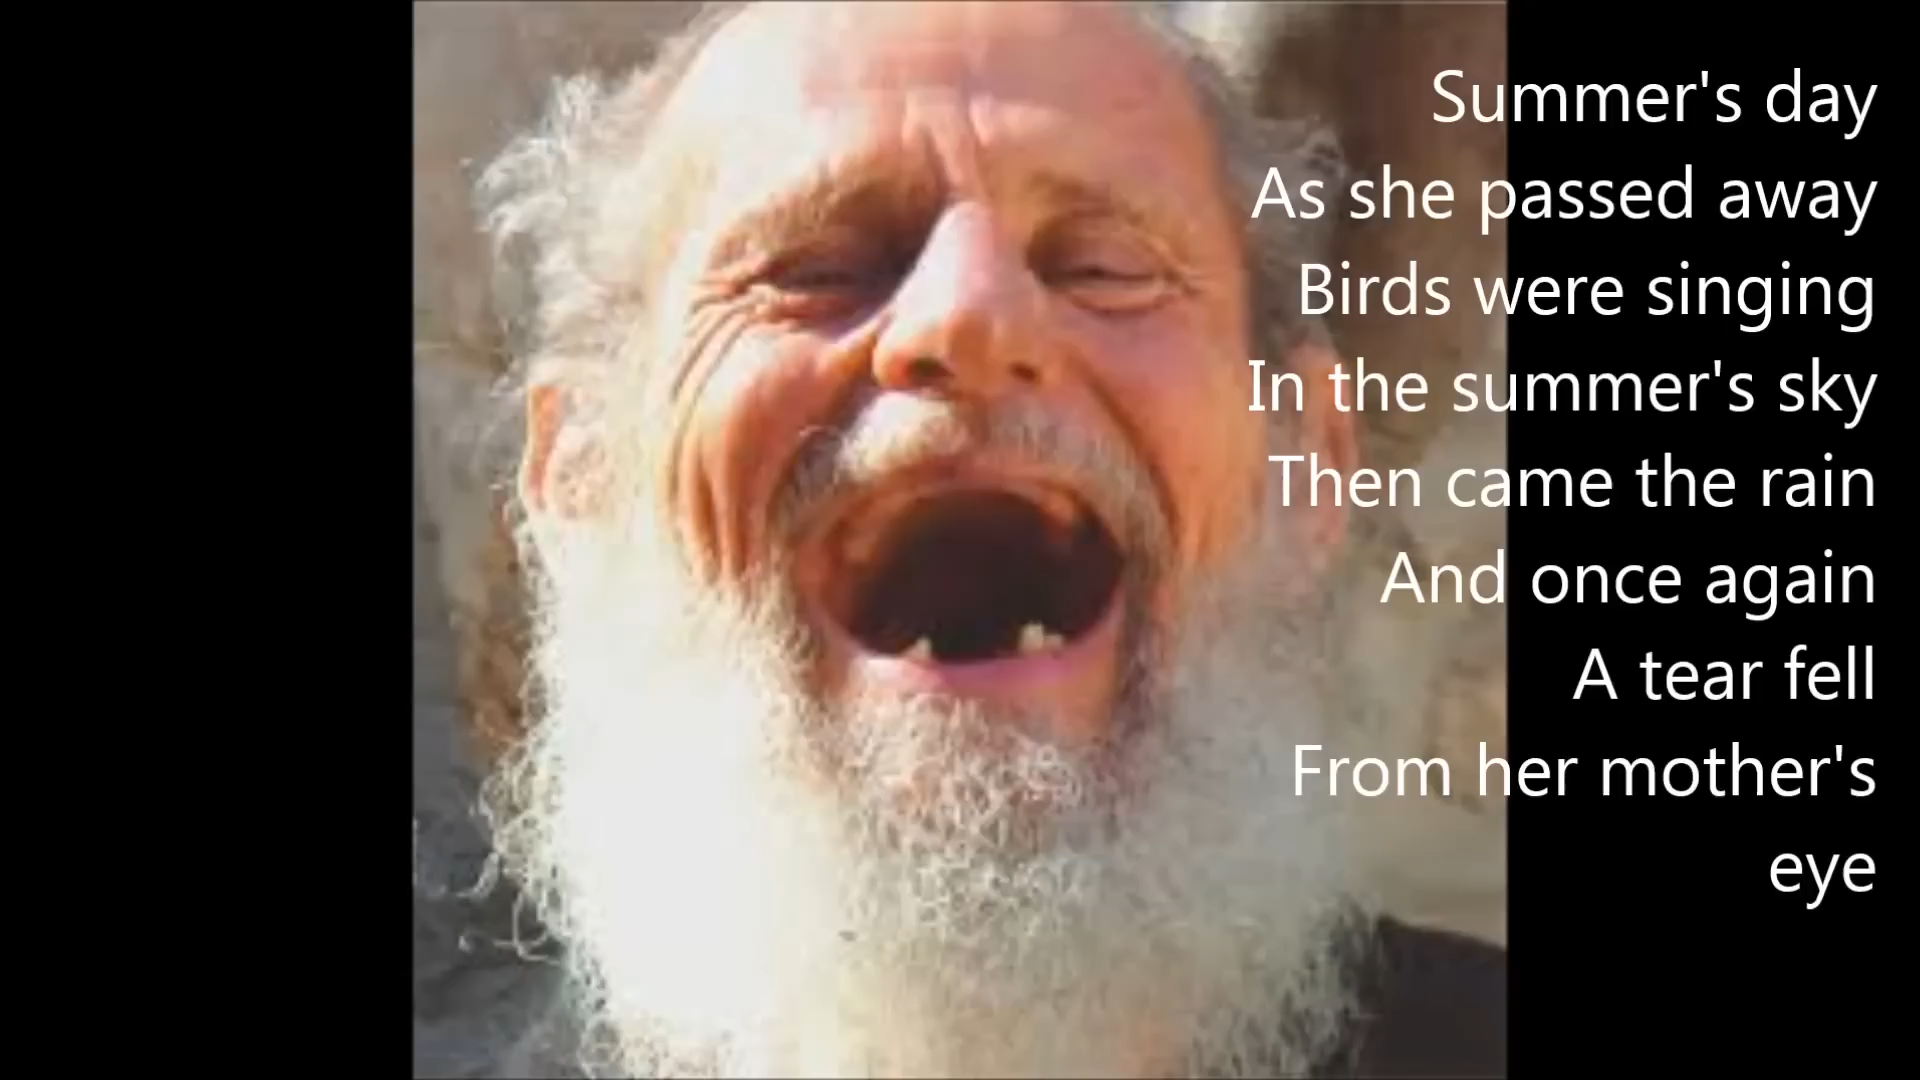 Summer's day
As she passed away
Birds were singing
In the summer's sky
Then came the rain
And once again
A tear fell
From her mother's
eye